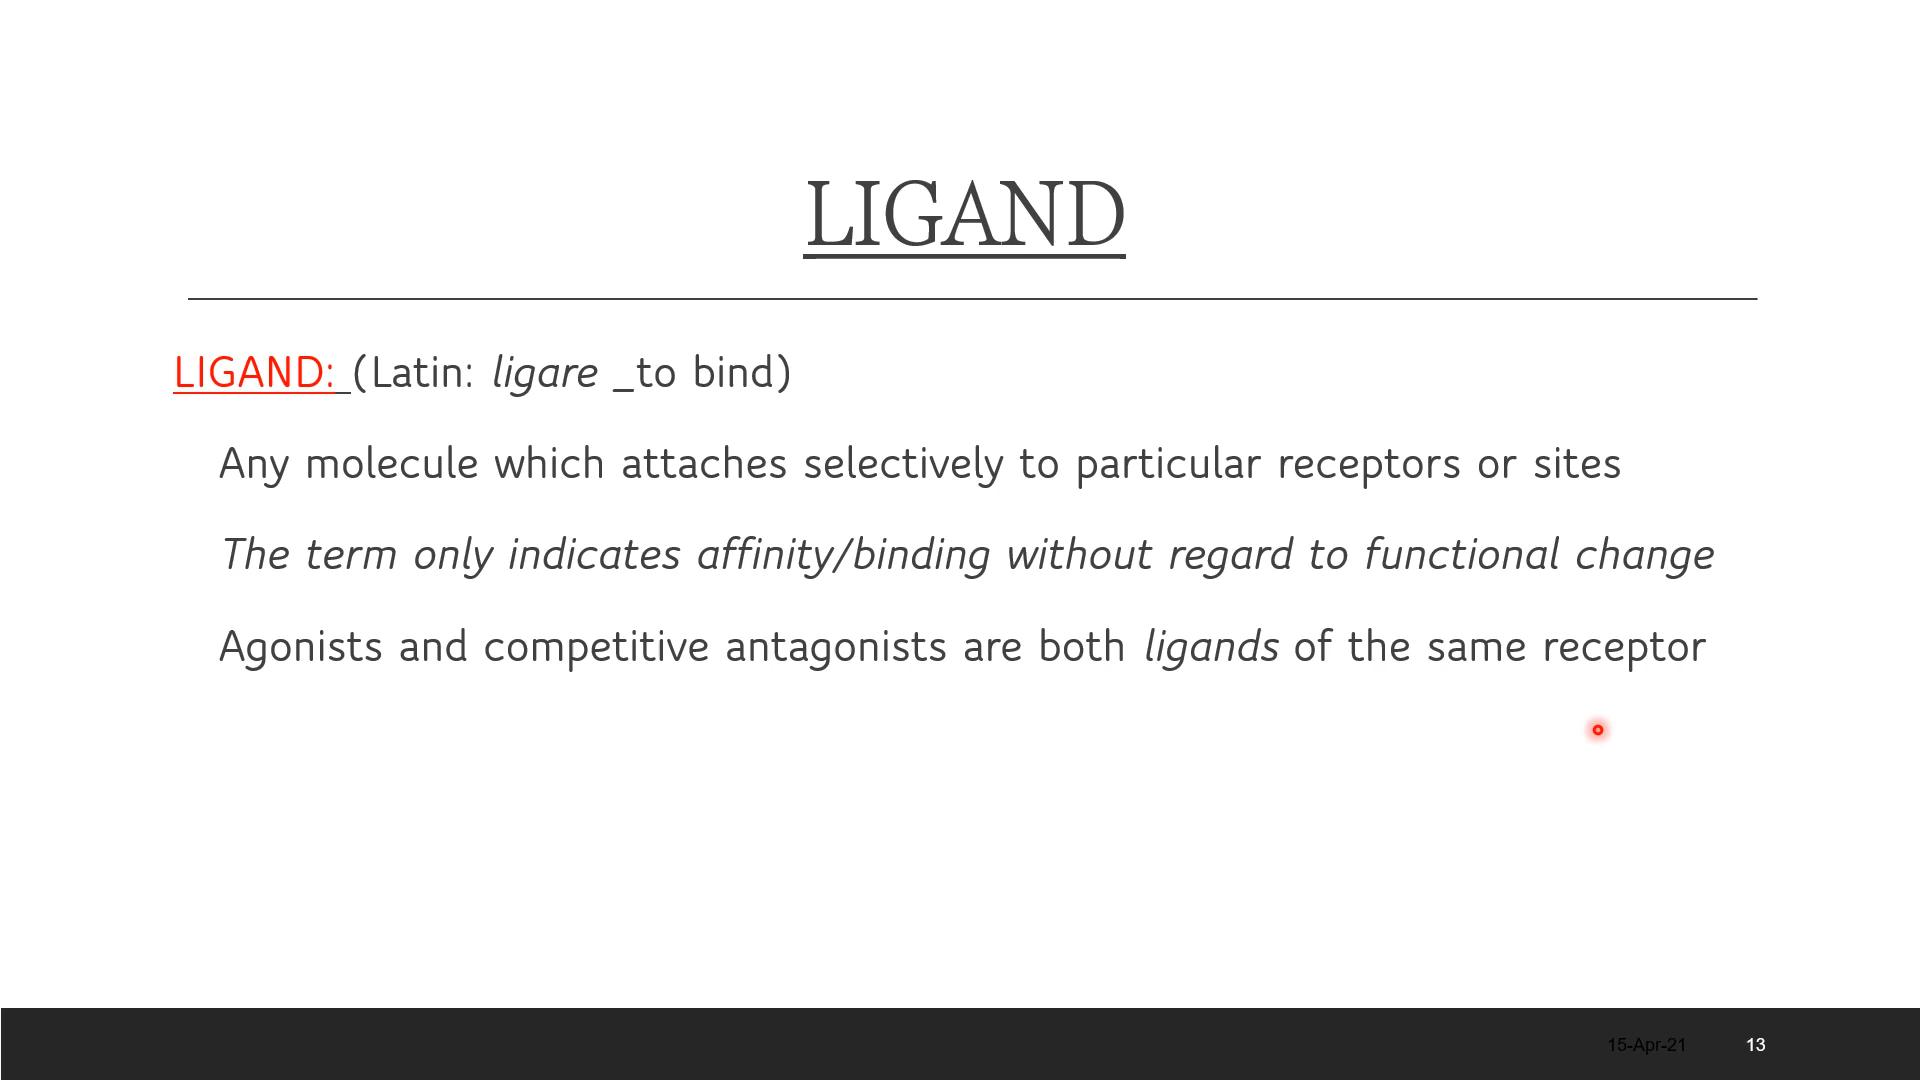 LIGAND
LIGAND: (Latin: ligare _to bind)
Any molecule which attaches selectively to particular receptors or sites
The term only indicates affinity/binding without regard to functional change
Agonists and competitive antagonists are both ligands of the same receptor
15-Apr-21 13